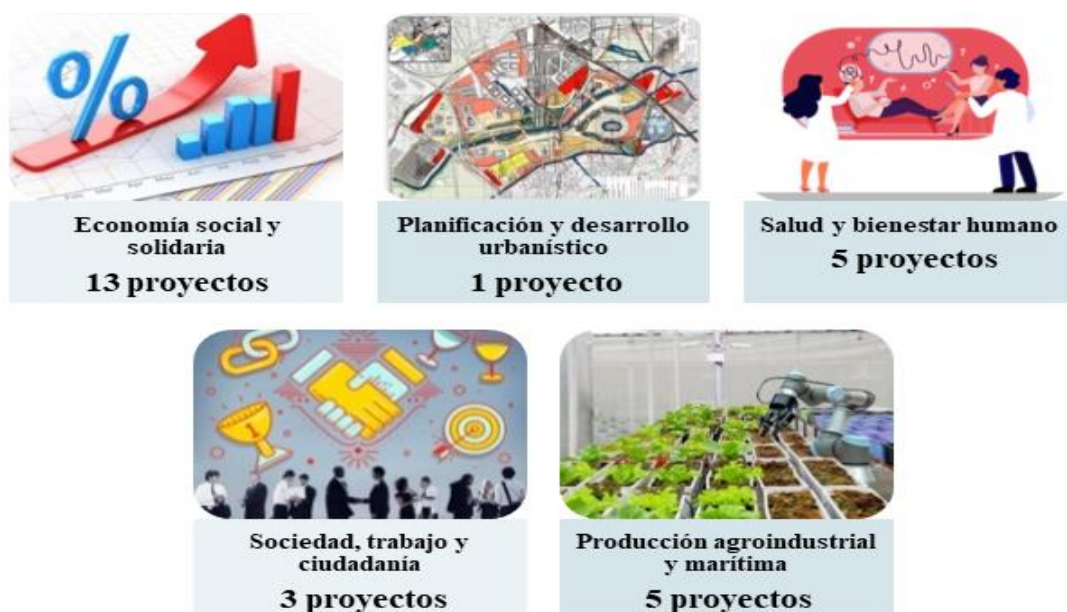 %
Economía social y
solidaria
13 proyectos
Planificación y desarrollo
urbanístico
1 proyecto
Salud y bienestar humano
5 proyectos
1
Sociedad, trabajo y
ciudadanía
3 proyectos
Producción agroindustrial
y marítima
5 proyectos